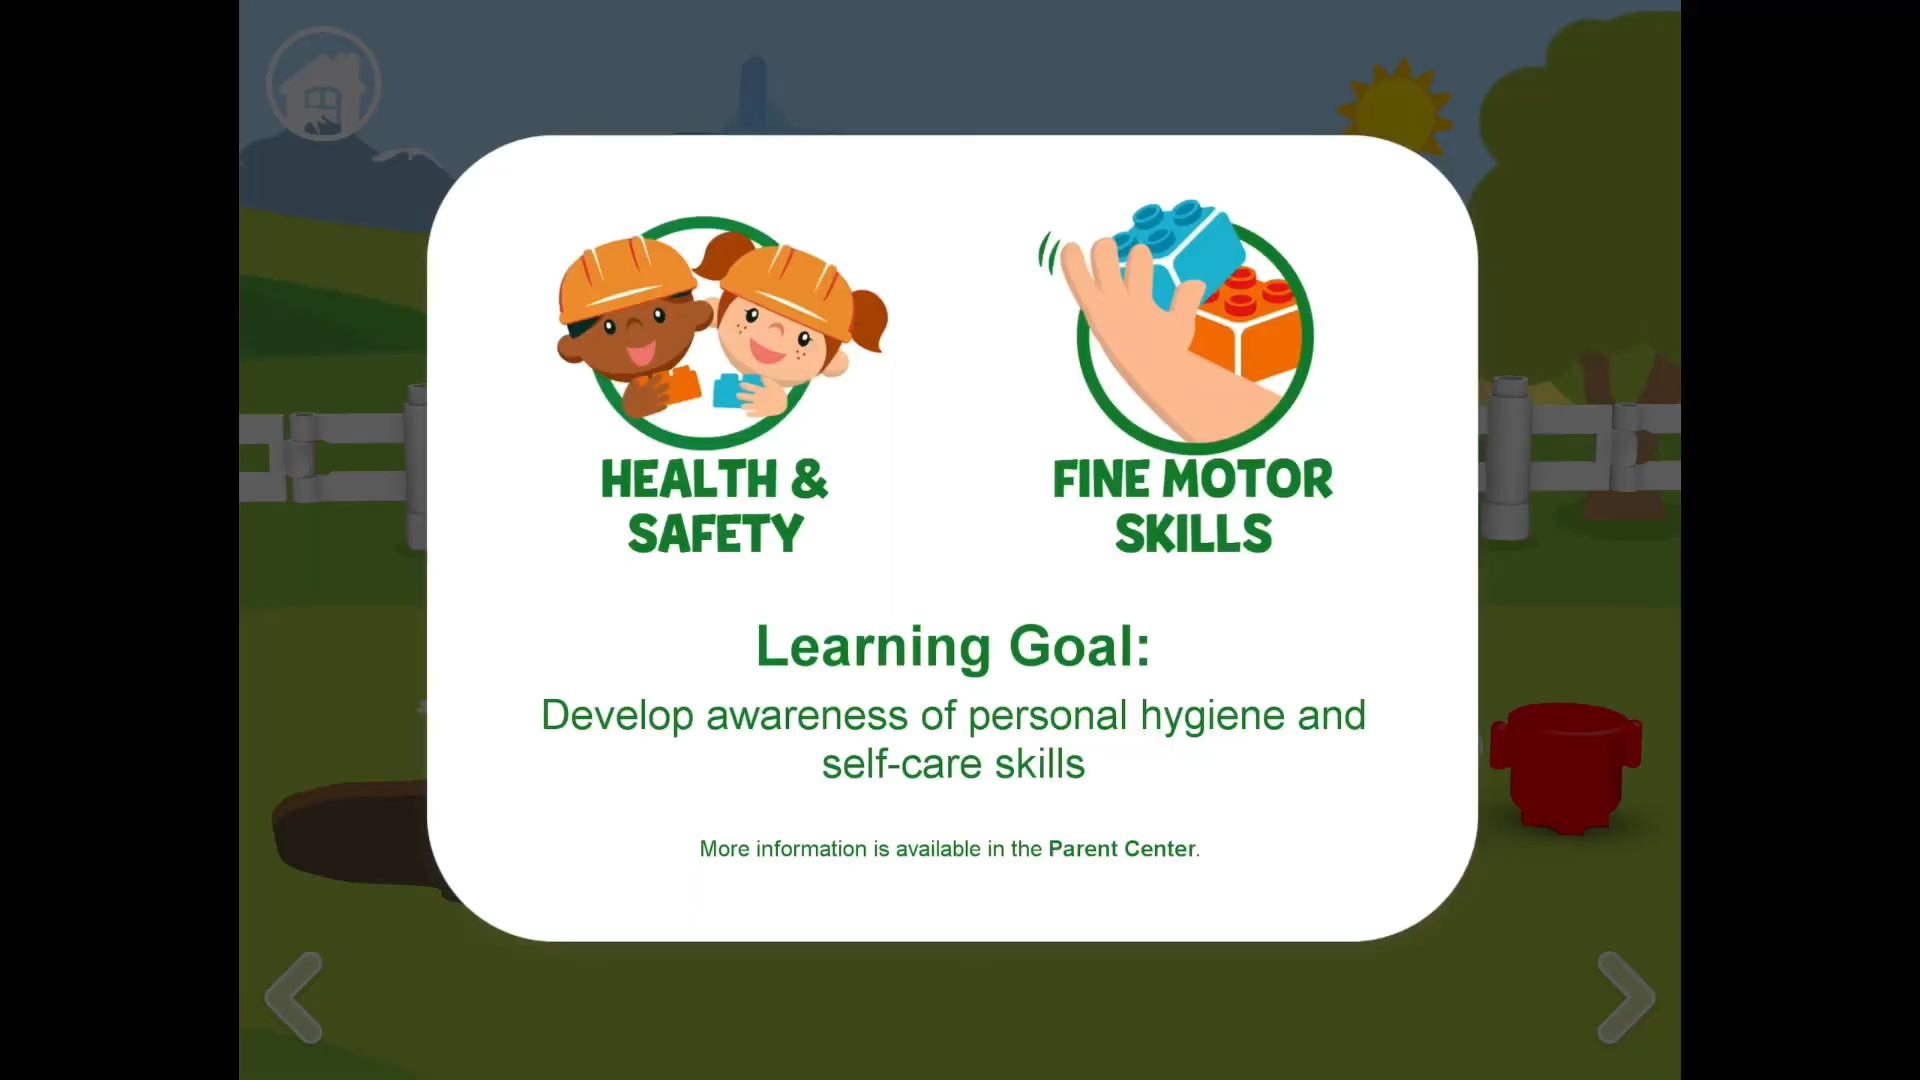 HEALTH &
SAFETY
FINE MOTOR
SKILLS
Learning Goal:
Develop awareness of personal hygiene and
self-care skills
More information is available in the Parent Center.